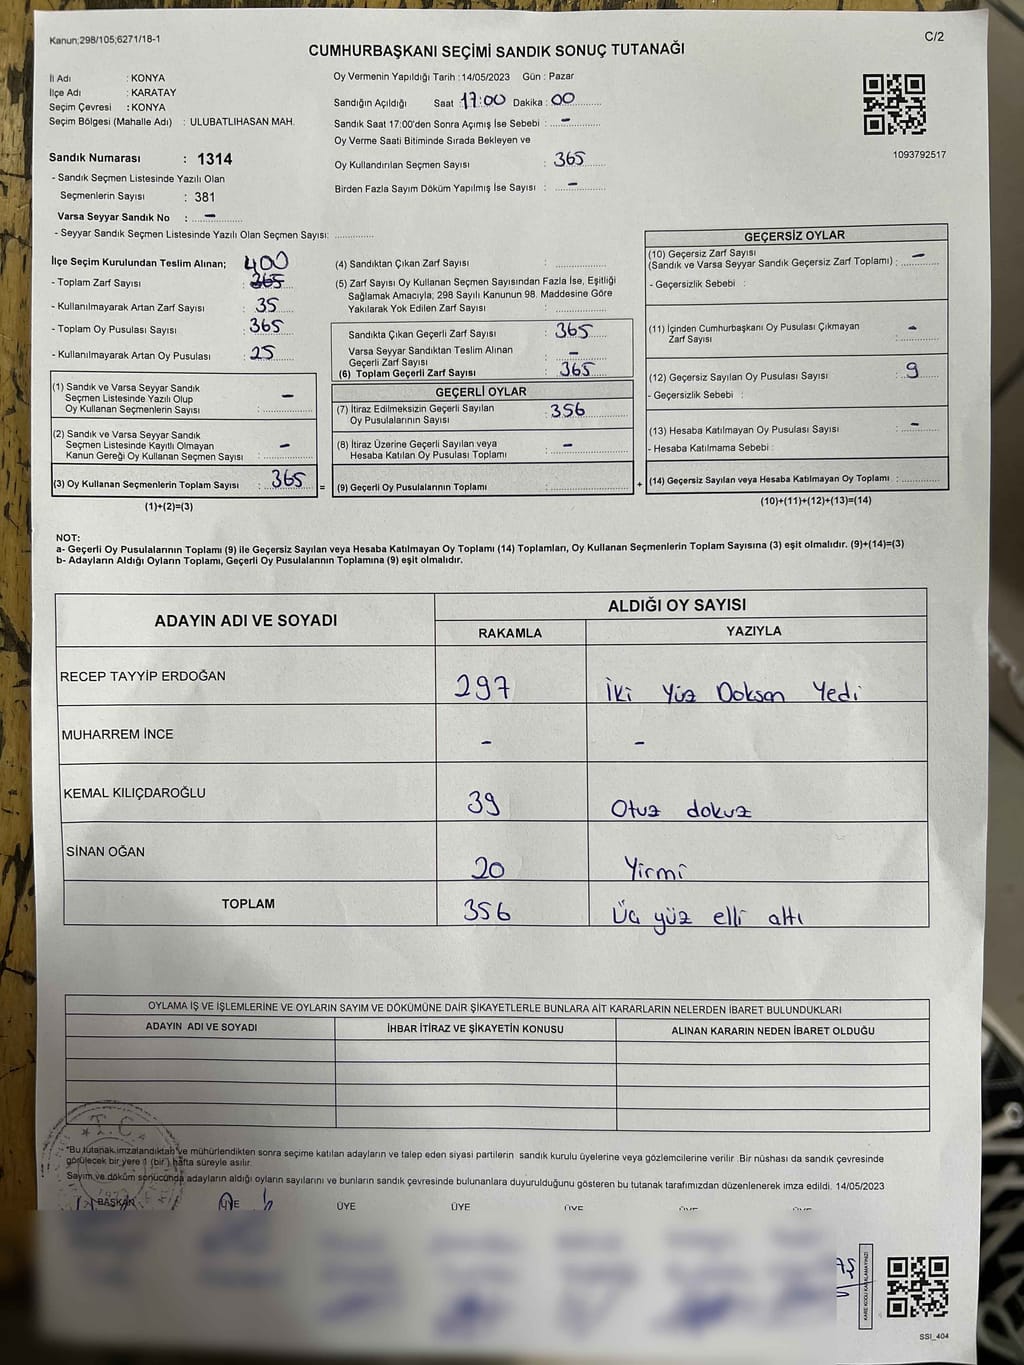 Kanun;298/105;6271/18-1
C/2
CUMHURBAŞKANI SEÇİMİ SANDIK SONUÇ TUTANAĞI
İl Adı : KONYA
İlçe Adı : KARATAY
Seçim Çevresi : KONYA
Seçim Bölgesi (Mahalle Adı) : ULUBATLIHASAN MAH.
Sandık Numarası : 1314
- Sandık Seçmen Listesinde Yazılı Olan
Seçmenlerin Sayısı : 381
Varsa Seyyar Sandık No : -
- Seyyar Sandık Seçmen Listesinde Yazılı Olan Seçmen Sayısı:
Oy Vermenin Yapıldığı Tarih :14/05/2023 Gün : Pazar
Sandığın Açıldığı Saat :17:00 Dakika : 00
Sandık Saat 17:00'den Sonra Açımış İse Sebebi : -
Oy Verme Saati Bitiminde Sırada Bekleyen ve
Oy Kullandırılan Seçmen Sayısı : 365
Birden Fazla Sayım Döküm Yapılmış İse Sayısı : -
1093792517
İlçe Seçim Kurulundan Teslim Alınan; 400
- Toplam Zarf Sayısı : 365
- Kullanılmayarak Artan Zarf Sayısı : 35
- Toplam Oy Pusulası Sayısı : 365
- Kullanılmayarak Artan Oy Pusulası : 25
(1) Sandık ve Varsa Seyyar Sandık
Seçmen Listesinde Yazılı Olup
Oy Kullanan Seçmenlerin Sayısı : -
(2) Sandık ve Varsa Seyyar Sandık
Seçmen Listesinde Kayıtlı Olmayan
Kanun Gereği Oy Kullanan Seçmen Sayısı : -
(3) Oy Kullanan Seçmenlerin Toplam Sayısı : 365 =
(1)+(2)=(3)
(4) Sandıktan Çıkan Zarf Sayısı :
(5) Zarf Sayısı Oy Kullanan Seçmen Sayısından Fazla İse, Eşitliği
Sağlamak Amacıyla; 298 Sayılı Kanunun 98. Maddesine Göre
Yakılarak Yok Edilen Zarf Sayısı :
Sandıkta Çıkan Geçerli Zarf Sayısı : 365
Varsa Seyyar Sandıktan Teslim Alınan
Geçerli Zarf Sayısı : -
(6) Toplam Geçerli Zarf Sayısı : 365
GEÇERLİ OYLAR
(7) İtiraz Edilmeksizin Geçerli Sayılan
Oy Pusulalarının Sayısı : 356
(8) İtiraz Üzerine Geçerli Sayılan veya
Hesaba Katılan Oy Pusulası Toplamı : -
(9) Geçerli Oy Pusulalarının Toplamı : +
GEÇERSİZ OYLAR
(10) Geçersiz Zarf Sayısı
(Sandık ve Varsa Seyyar Sandık Geçersiz Zarf Toplamı) : -
- Geçersizlik Sebebi :
(11) İçinden Cumhurbaşkanı Oy Pusulası Çıkmayan
Zarf Sayısı : -
(12) Geçersiz Sayılan Oy Pusulası Sayısı : 9
- Geçersizlik Sebebi :
(13) Hesaba Katılmayan Oy Pusulası Sayısı : -
- Hesaba Katılmama Sebebi :
(14) Geçersiz Sayılan veya Hesaba Katılmayan Oy Toplamı :
(10)+(11)+(12)+(13)=(14)
NOT:
a- Geçerli Oy Pusulalarının Toplamı (9) ile Geçersiz Sayılan veya Hesaba Katılmayan Oy Toplamı (14) Toplamları, Oy Kullanan Seçmenlerin Toplam Sayısına (3) eşit olmalıdır. (9)+(14)=(3)
b- Adayların Aldığı Oyların Toplamı, Geçerli Oy Pusulalarının Toplamına (9) eşit olmalıdır.
ADAYIN ADI VE SOYADI ALDIĞI OY SAYISI
RAKAMLA YAZIYLA
RECEP TAYYİP ERDOĞAN 297 İki Yüz Doksan Yedi
MUHARREM İNCE - -
KEMAL KILIÇDAROĞLU 39 Otuz dokuz
SİNAN OĞAN 20 Yirmi
TOPLAM 356 Üç yüz elli altı
OYLAMA İŞ VE İŞLEMLERİNE VE OYLARIN SAYIM VE DÖKÜMÜNE DAİR ŞİKAYETLERLE BUNLARA AİT KARARLARIN NELERDEN İBARET BULUNDUKLARI
ADAYIN ADI VE SOYADI İHBAR İTİRAZ VE ŞİKAYETİN KONUSU ALINAN KARARIN NEDEN İBARET OLDUĞU
T.C.
*Bu tutanak,imzalandıktan ve mühürlendikten sonra seçime katılan adayların ve talep eden siyasi partilerin sandık kurulu üyelerine veya gözlemcilerine verilir .Bir nüshası da sandık çevresinde
görülecek bir yere 1 (bir) hafta süreyle asılır.
Sayım ve döküm sonucunda adayların aldığı oyların sayılarını ve bunların sandık çevresinde bulunanlara duyurulduğunu gösteren bu tutanak tarafımızdan düzenlenerek imza edildi. 14/05/2023
BAŞKAN ÜYE ÜYE ÜYE ÜYE ÜYE ÜYE
SSI_404